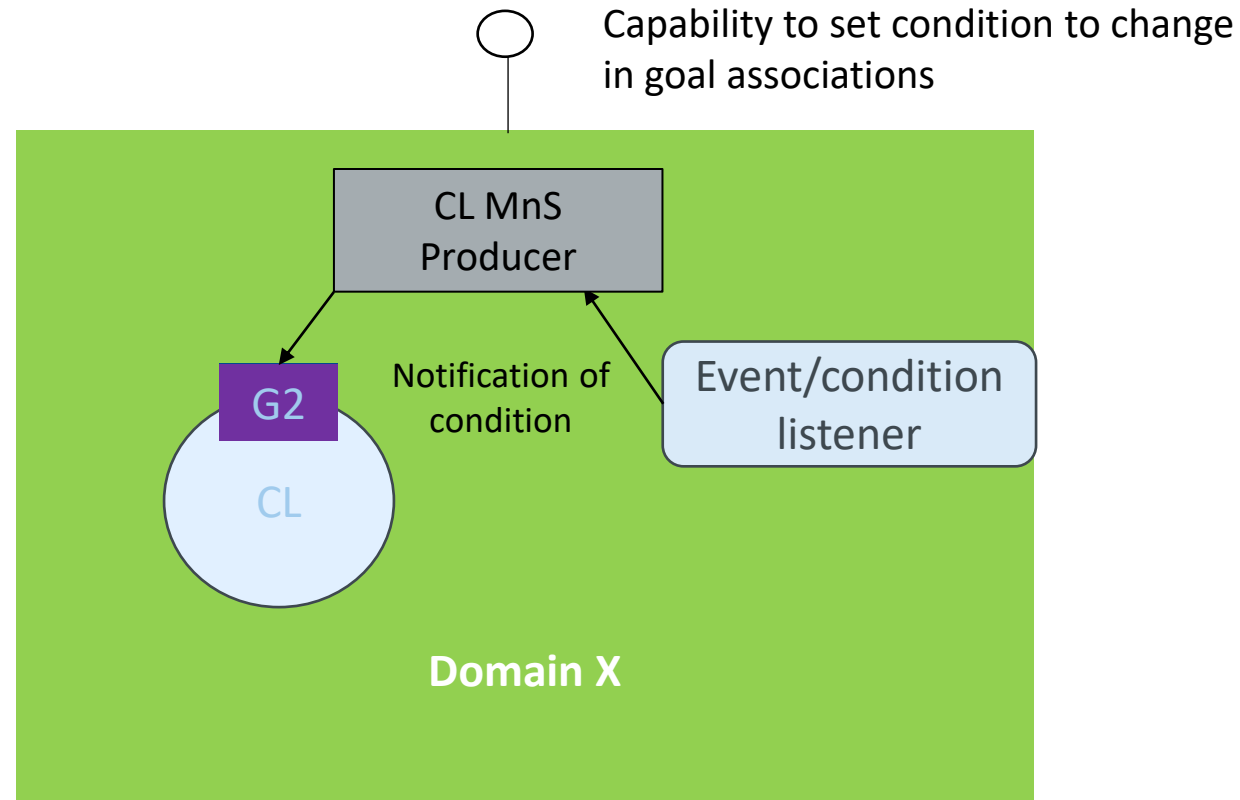 Capability to set condition to change
in goal associations
CL MnS
Producer
Notification of
condition
Event/condition
listener
G2
CL
Domain X